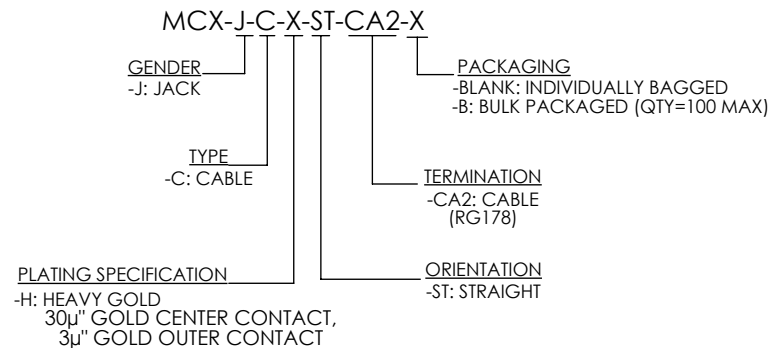 MCX-J-C-X-ST-CA2-X
GENDER
-J: JACK
PACKAGING
-BLANK: INDIVIDUALLY BAGGED
-B: BULK PACKAGED (QTY=100 MAX)
TYPE
-C: CABLE
TERMINATION
-CA2: CABLE
(RG178)
PLATING SPECIFICATION
-H: HEAVY GOLD
30µ" GOLD CENTER CONTACT,
3µ" GOLD OUTER CONTACT
ORIENTATION
-ST: STRAIGHT